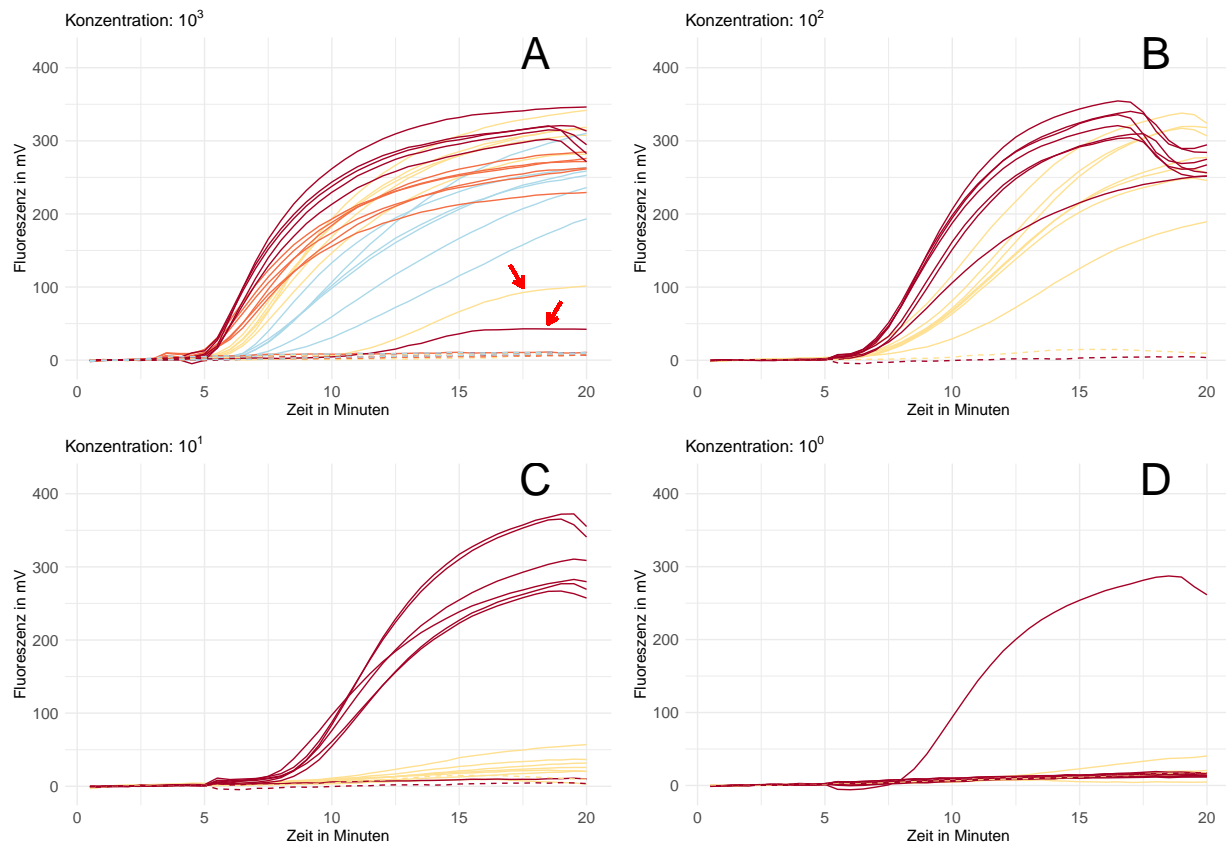 Konzentration: 10³
A
Fluoreszenz in mV
400
300
200
100
0
0 5 10 15 20
Zeit in Minuten
Konzentration: 10²
B
Fluoreszenz in mV
400
300
200
100
0
0 5 10 15 20
Zeit in Minuten
Konzentration: 10¹
C
Fluoreszenz in mV
400
300
200
100
0
0 5 10 15 20
Zeit in Minuten
Konzentration: 10⁰
D
Fluoreszenz in mV
400
300
200
100
0
0 5 10 15 20
Zeit in Minuten